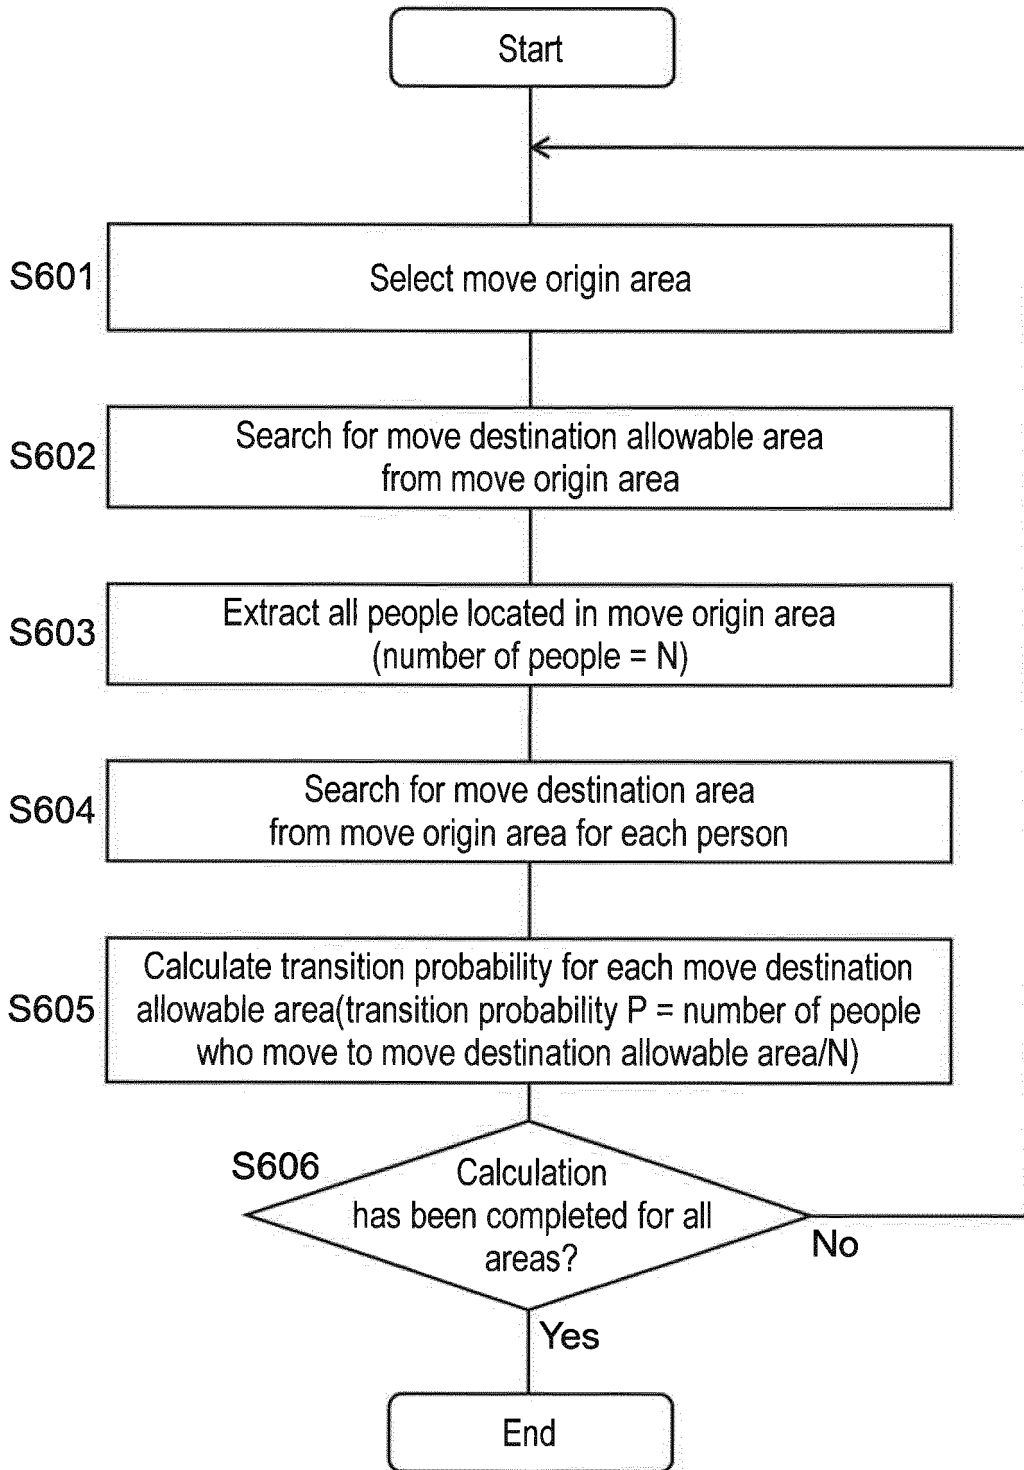 Start
S601
Select move origin area
S602
Search for move destination allowable area
from move origin area
S603
Extract all people located in move origin area
(number of people = N)
S604
Search for move destination area
from move origin area for each person
S605
Calculate transition probability for each move destination
allowable area(transition probability P = number of people
who move to move destination allowable area/N)
S606
Calculation
has been completed for all
areas?
No
Yes
End